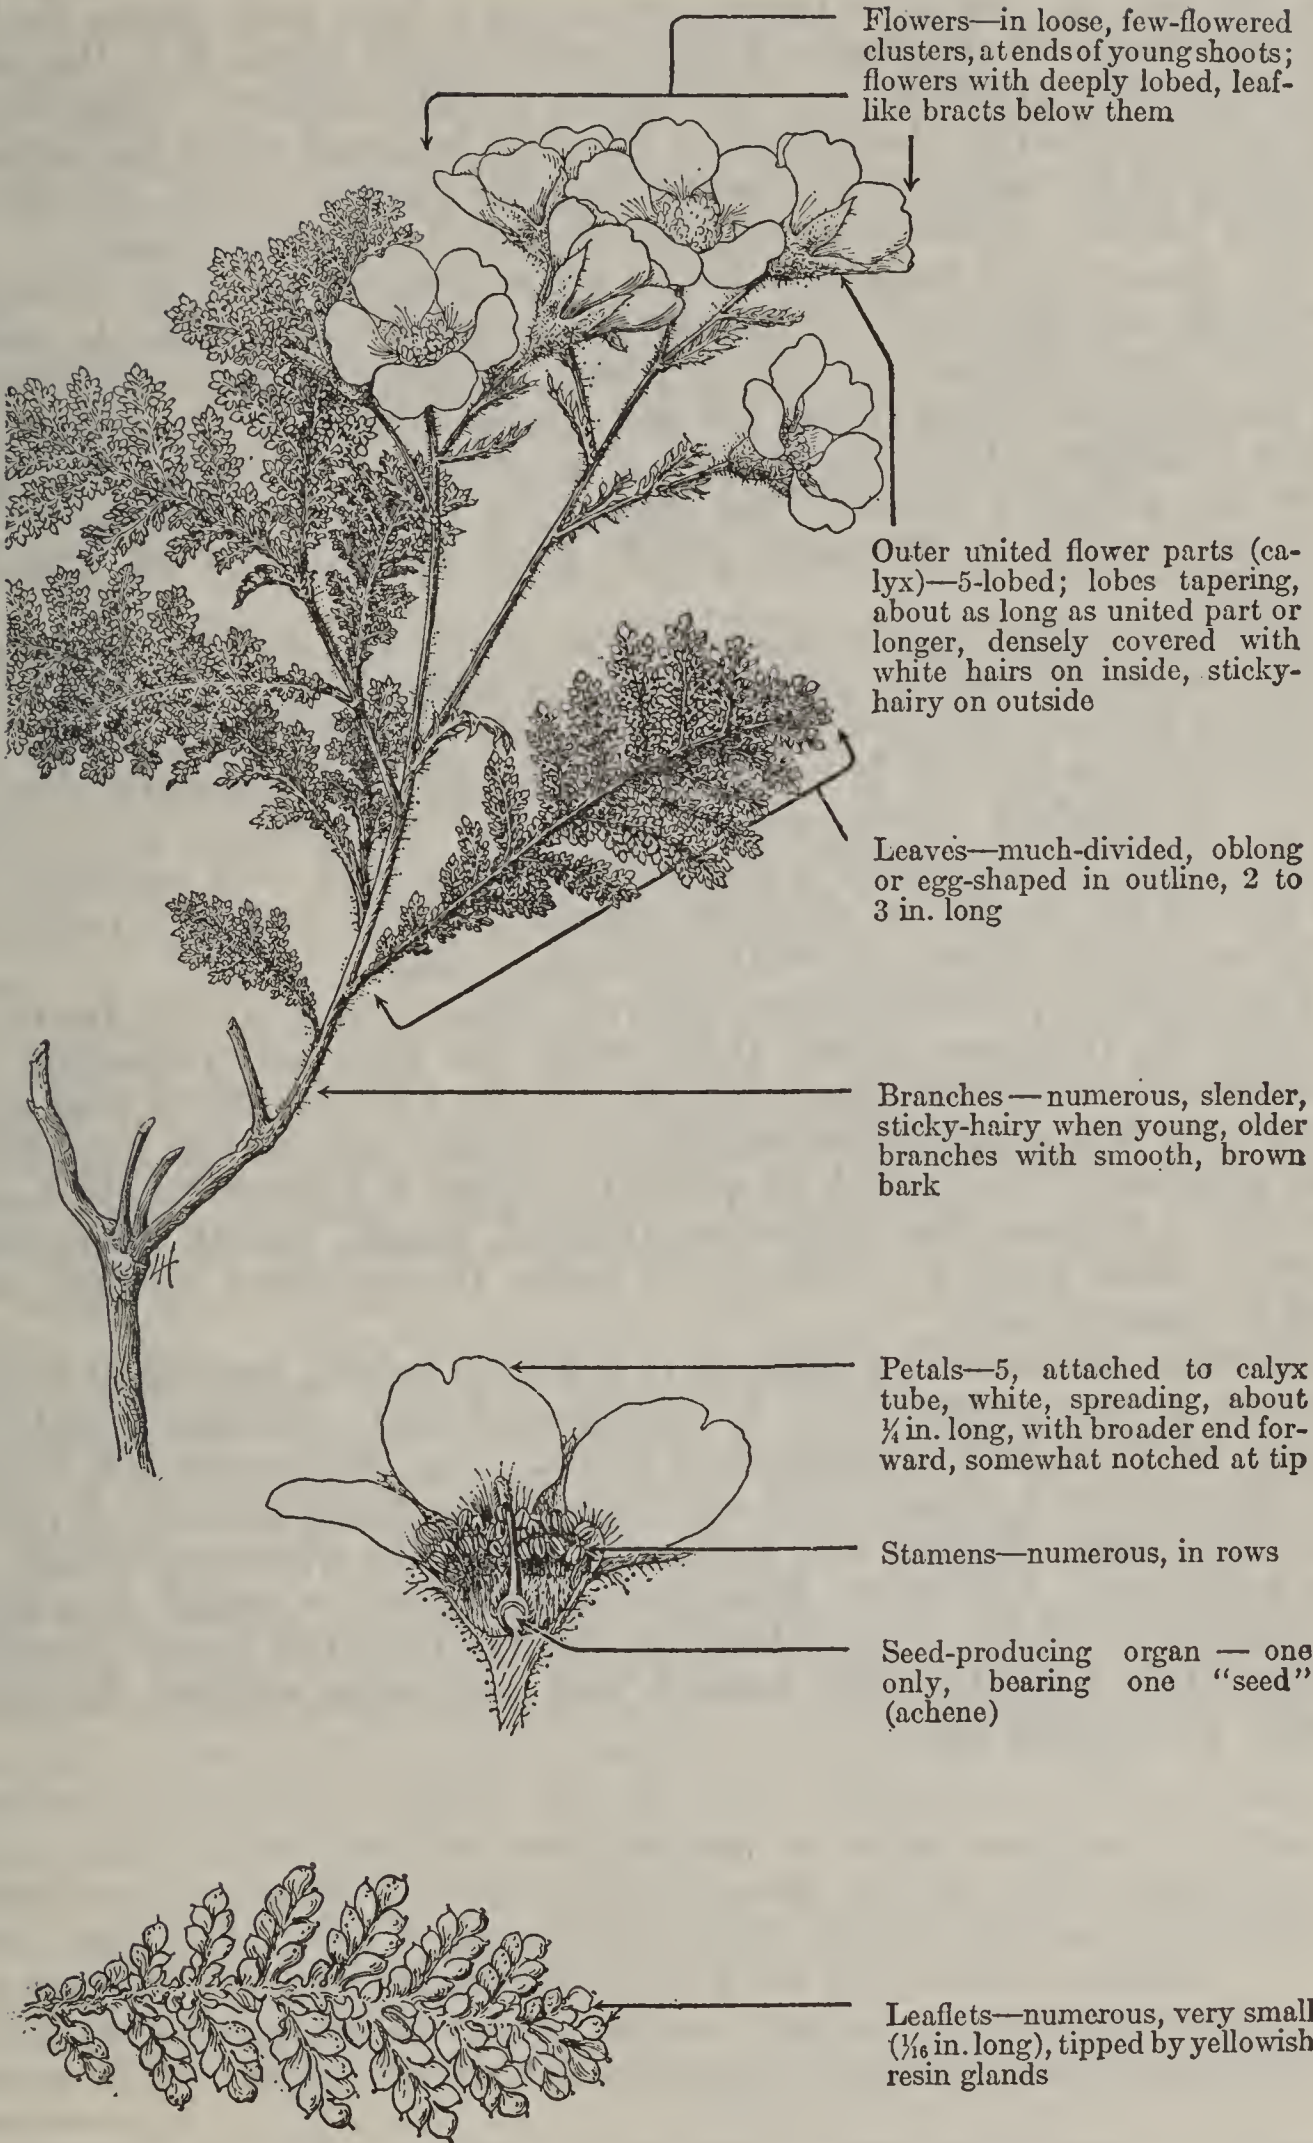 Flowers—in loose, few-flowered
clusters, at ends of young shoots;
flowers with deeply lobed, leaf-
like bracts below them
Outer united flower parts (ca-
lyx)—5-lobed; lobes tapering,
about as long as united part or
longer, densely covered with
white hairs on inside, sticky-
hairy on outside
Leaves—much-divided, oblong
or egg-shaped in outline, 2 to
3 in. long
Branches—numerous, slender,
sticky-hairy when young, older
branches with smooth, brown
bark
LH
Petals—5, attached to calyx
tube, white, spreading, about
¼ in. long, with broader end for-
ward, somewhat notched at tip
Stamens—numerous, in rows
Seed-producing organ — one
only, bearing one “seed”
(achene)
Leaflets—numerous, very small
(1/16 in. long), tipped by yellowish
resin glands